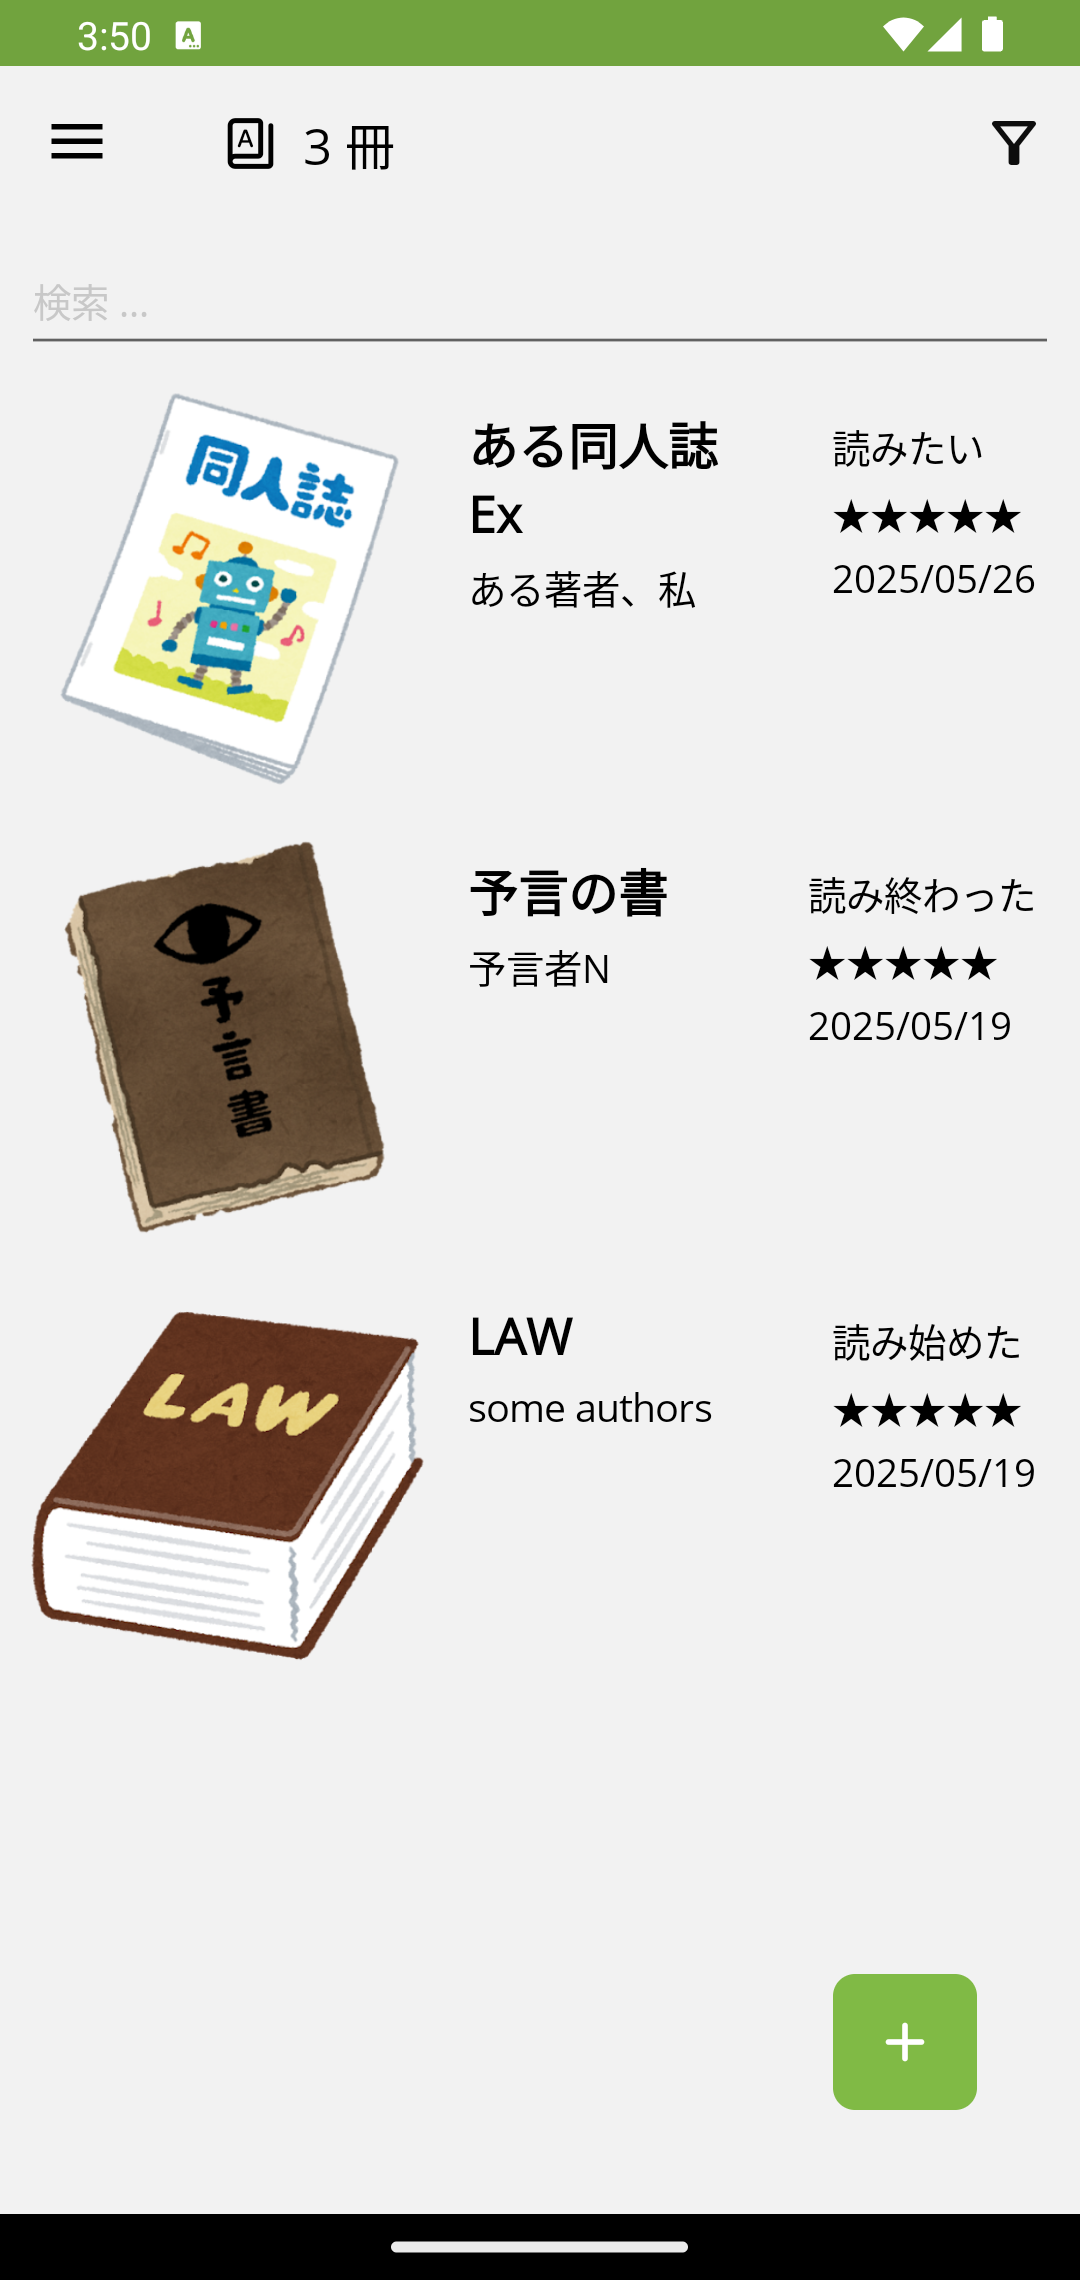 3:50
3 冊
検索 ...
同人誌
ある同人誌
Ex
ある著者、私
読みたい
★★★★★
2025/05/26
予言書
予言の書
予言者N
読み終わった
★★★★★
2025/05/19
LAW
LAW
some authors
読み始めた
★★★★★
2025/05/19